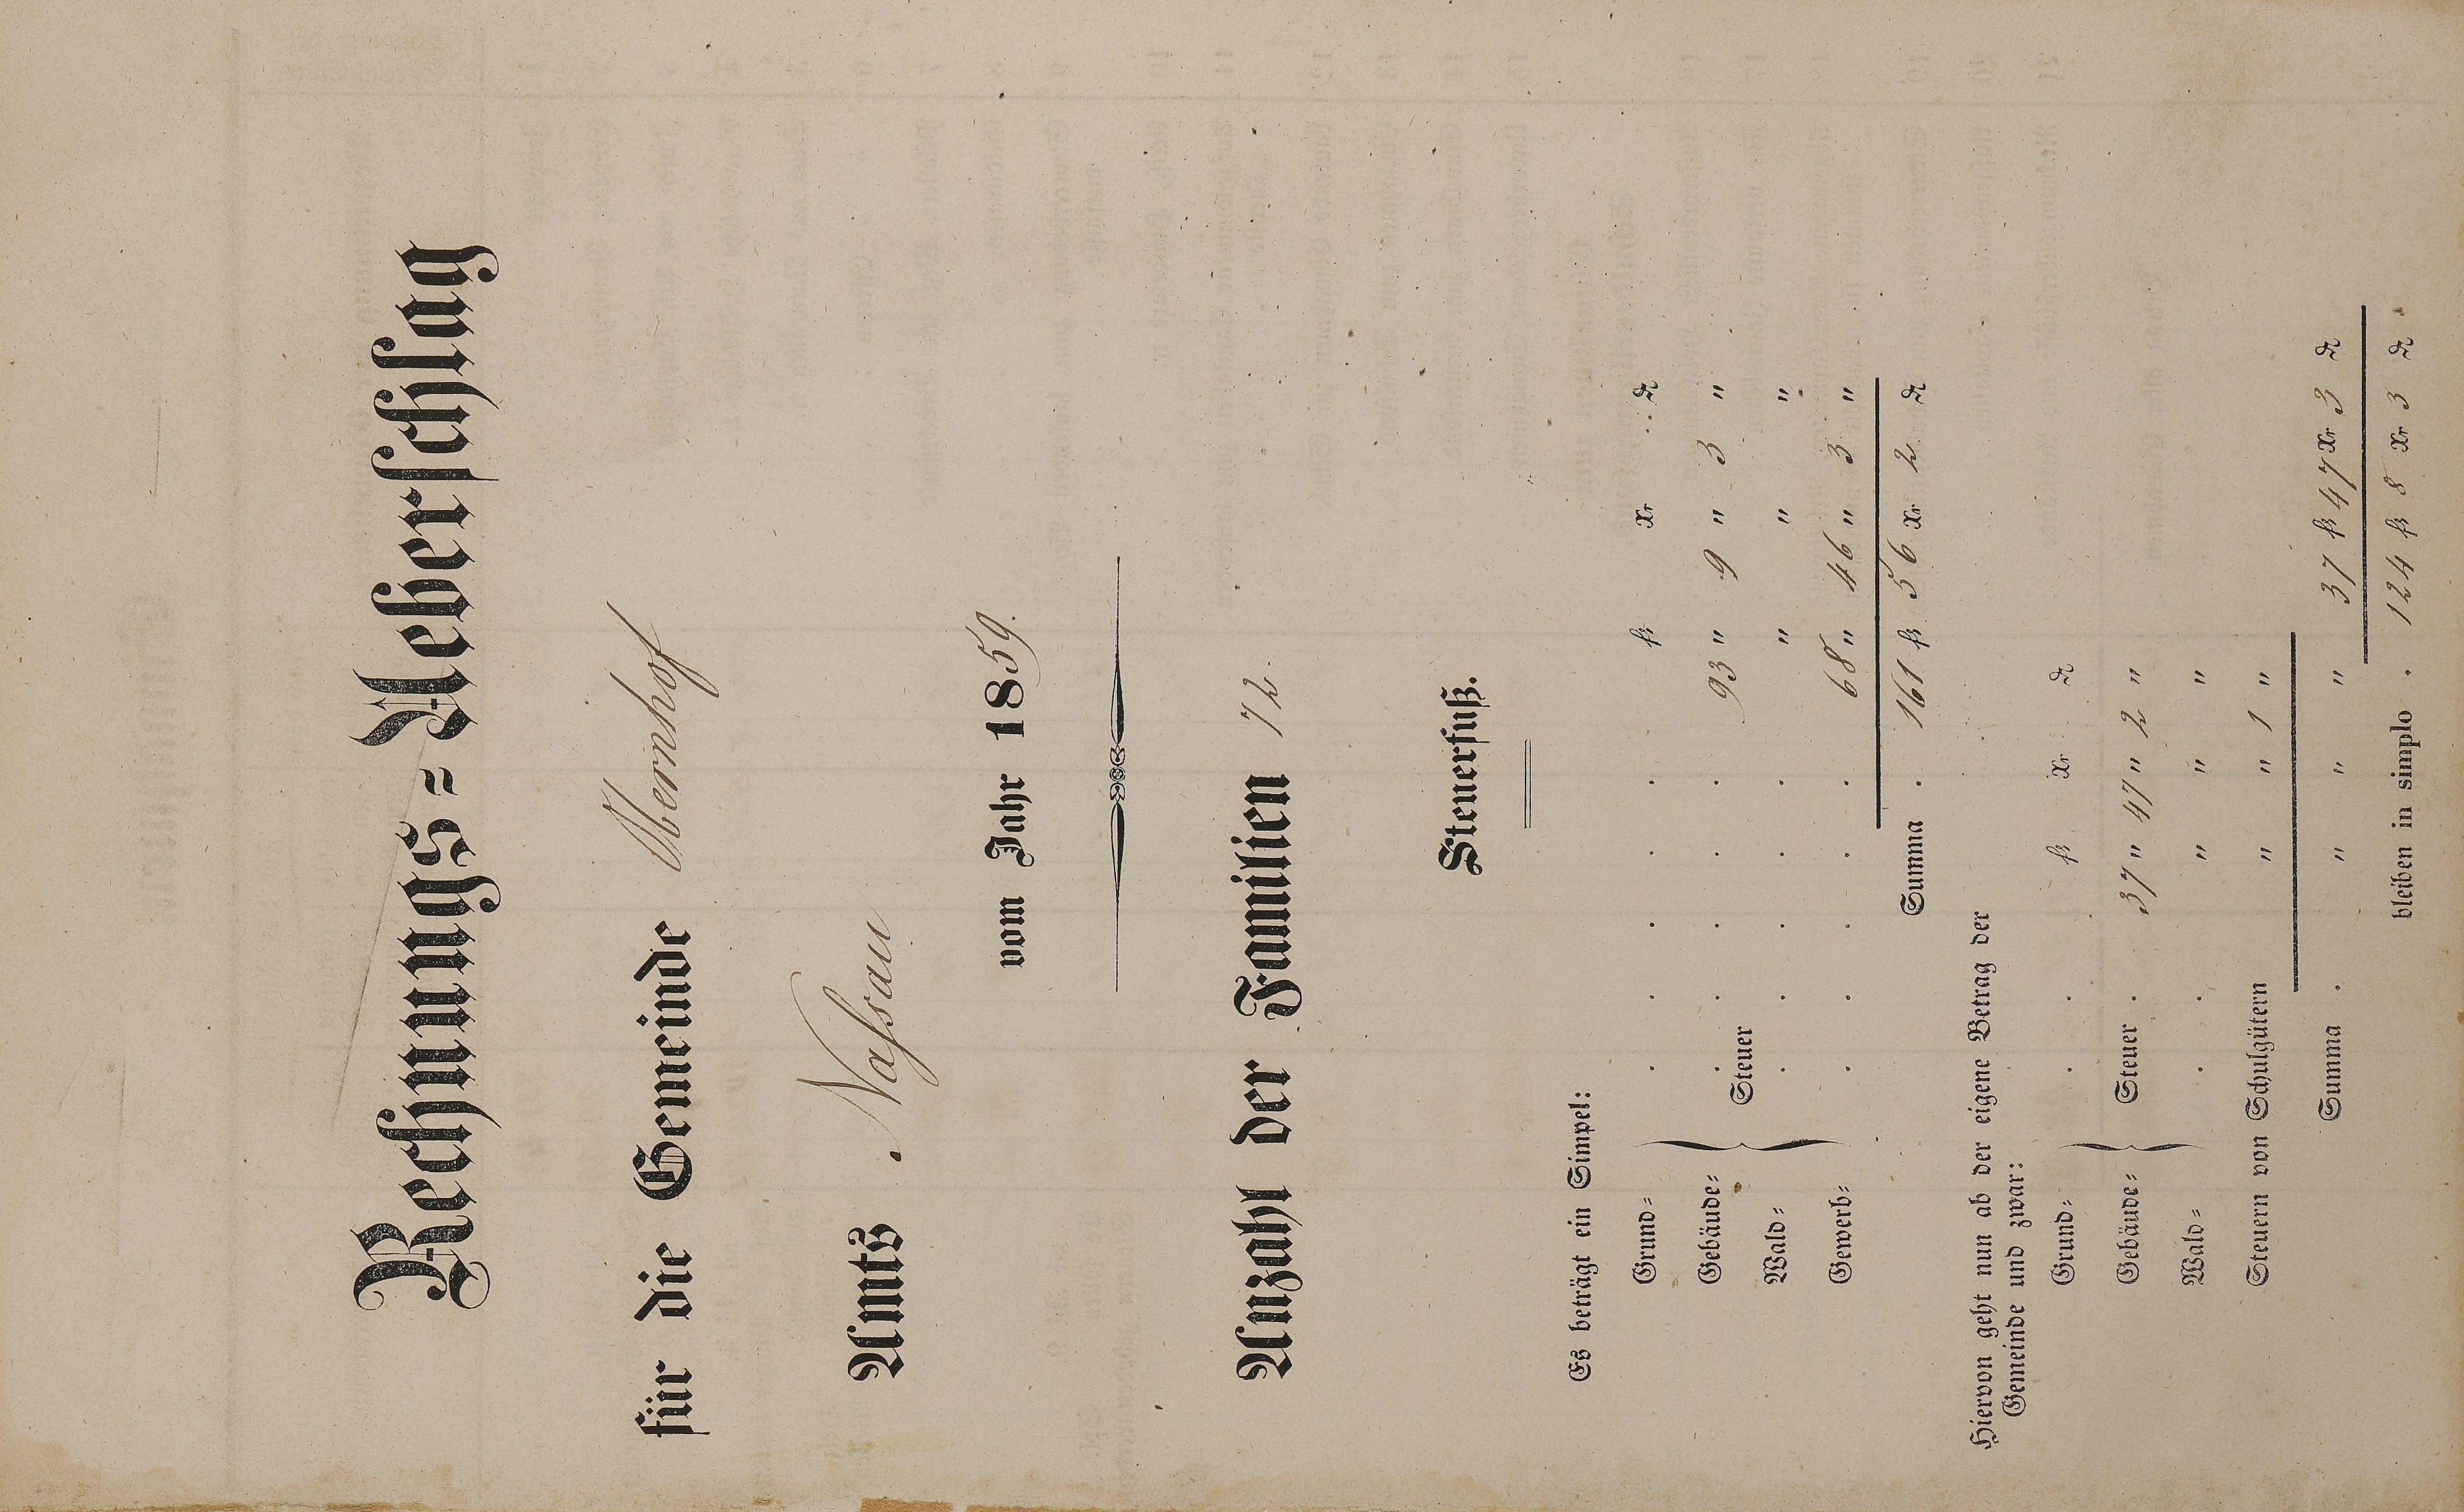 Rechnungs-Ueberschlag
für die Gemeinde Obernhof
Amts Nassau
vom Jahr 1859.
Anzahl der Familien 72.
Steuerfuß.
Es beträgt ein Simpel:
Grund- . . . . . fl Xr. . . ₰
Gebäude- . . . . . 93 " 9 " 3 "
Steuer
Wald- . . . . . " " "
Gewerb- . . . . . 68 " 46 " 3 "
Summa . 161 fl 56 Xr. 2 ₰
Hiervon geht nun ab der eigene Betrag der
Gemeinde und zwar:
Grund- . . . fl Xr. ₰
Gebäude- Steuer . 37 " 47 " 2 "
Wald- . . " " "
Steuern von Schulgütern " " 1 "
Summa . " " " 37 fl 47 Xr. 3 ₰
bleiben in simplo . 124 fl 8 Xr. 3 ₰